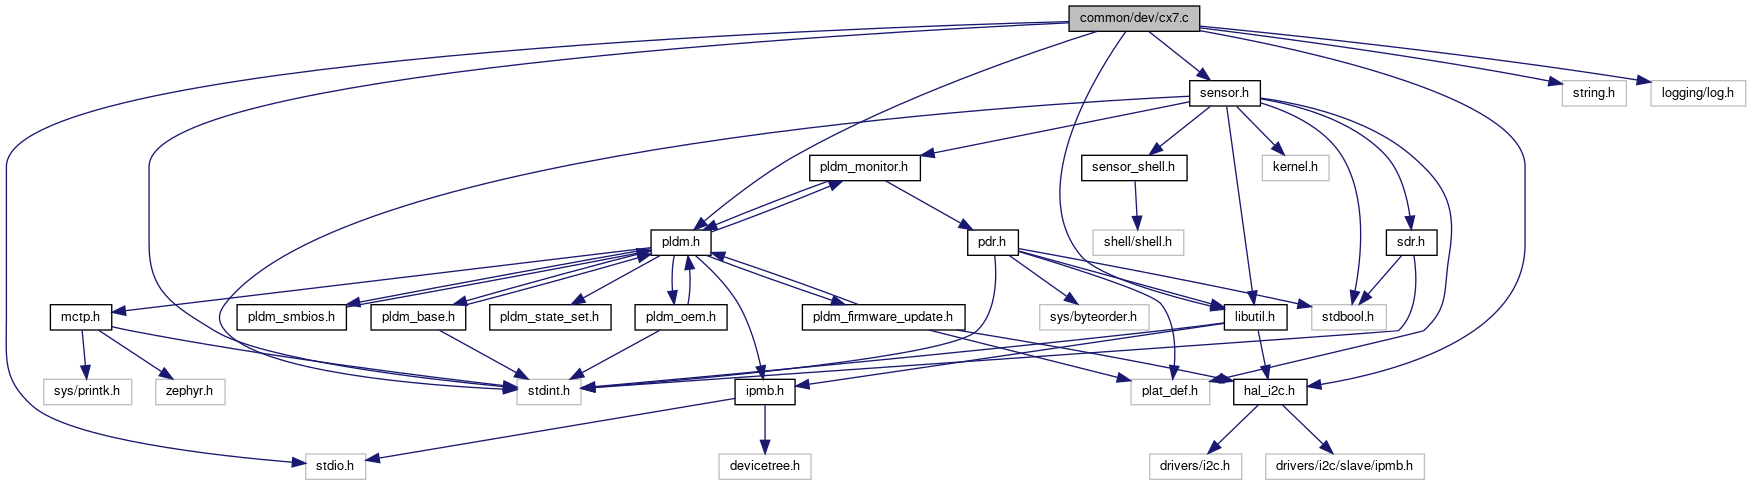 common/dev/cx7.c
sensor.h
string.h
logging/log.h
pldm_monitor.h
sensor_shell.h
kernel.h
pldm.h
pdr.h
shell/shell.h
sdr.h
mctp.h
pldm_smbios.h
pldm_base.h
pldm_state_set.h
pldm_oem.h
pldm_firmware_update.h
sys/byteorder.h
libutil.h
stdbool.h
sys/printk.h
zephyr.h
stdint.h
ipmb.h
plat_def.h
hal_i2c.h
stdio.h
devicetree.h
drivers/i2c.h
drivers/i2c/slave/ipmb.h